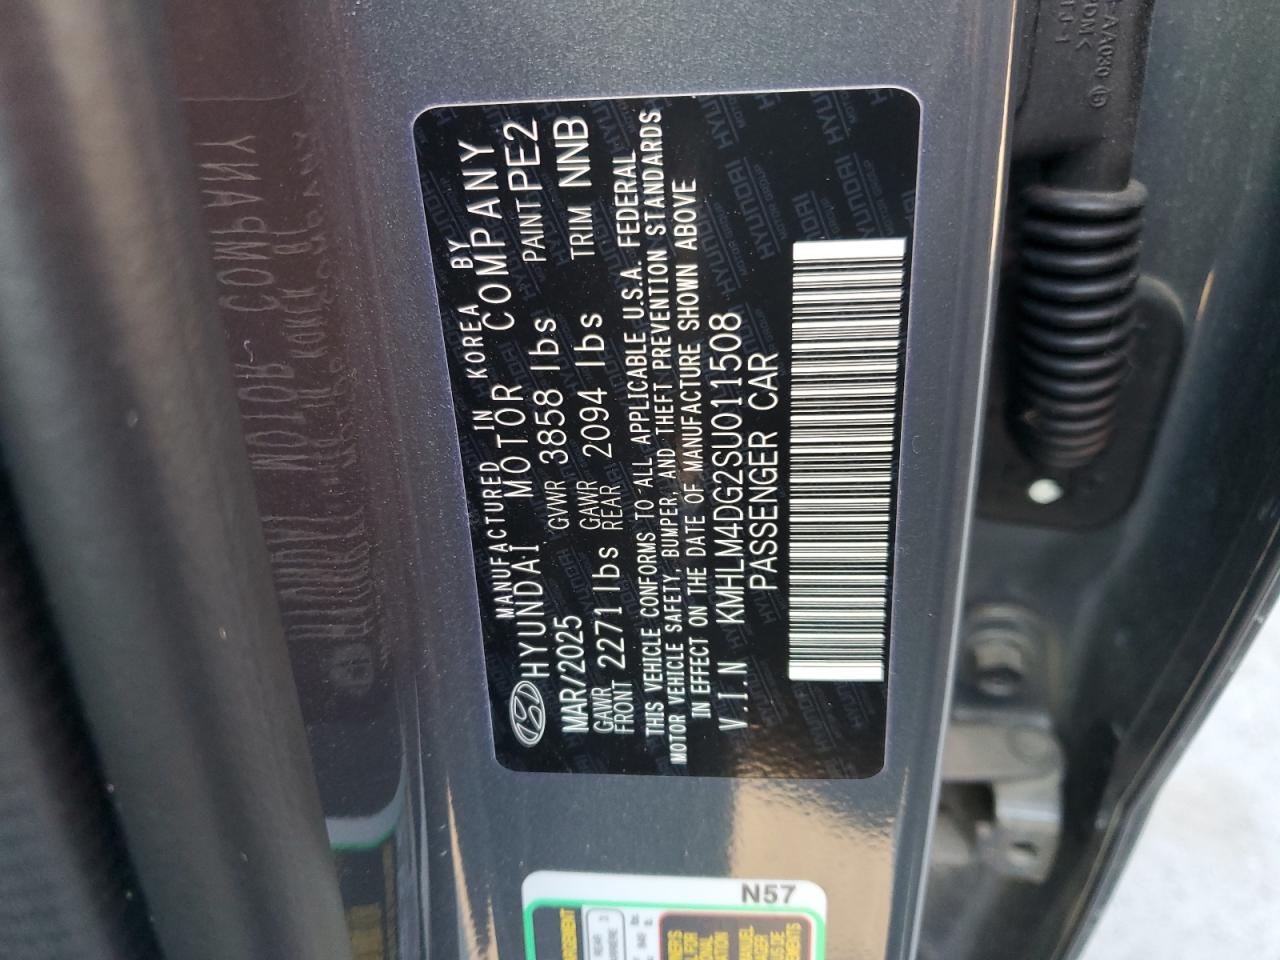 MANUFACTURED IN KOREA BY
HYUNDAI MOTOR COMPANY
MAR/2025 GVWR 3858 lbs PAINT PE2
GAWR FRONT 2271 lbs GAWR REAR 2094 lbs TRIM NNB
THIS VEHICLE CONFORMS TO ALL APPLICABLE U.S.A. FEDERAL
MOTOR VEHICLE SAFETY, BUMPER, AND THEFT PREVENTION STANDARDS
IN EFFECT ON THE DATE OF MANUFACTURE SHOWN ABOVE
V.I.N KMHLM4DG2SU011508
PASSENGER CAR
N57
REAR